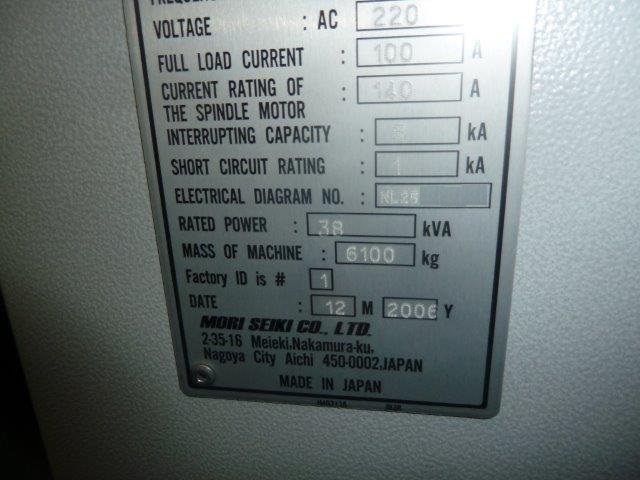 VOLTAGE : AC 220
FULL LOAD CURRENT : 100 A
CURRENT RATING OF : 140 A
THE SPINDLE MOTOR
INTERRUPTING CAPACITY : kA
SHORT CIRCUIT RATING : 1 kA
ELECTRICAL DIAGRAM NO. : NL25
RATED POWER : 38 kVA
MASS OF MACHINE : 6100 kg
Factory ID is # 1
DATE : 12 M 2006 Y
MORI SEIKI CO., LTD.
2-35-16 Meieki,Nakamura-ku,
Nagoya City Aichi 450-0002,JAPAN
MADE IN JAPAN